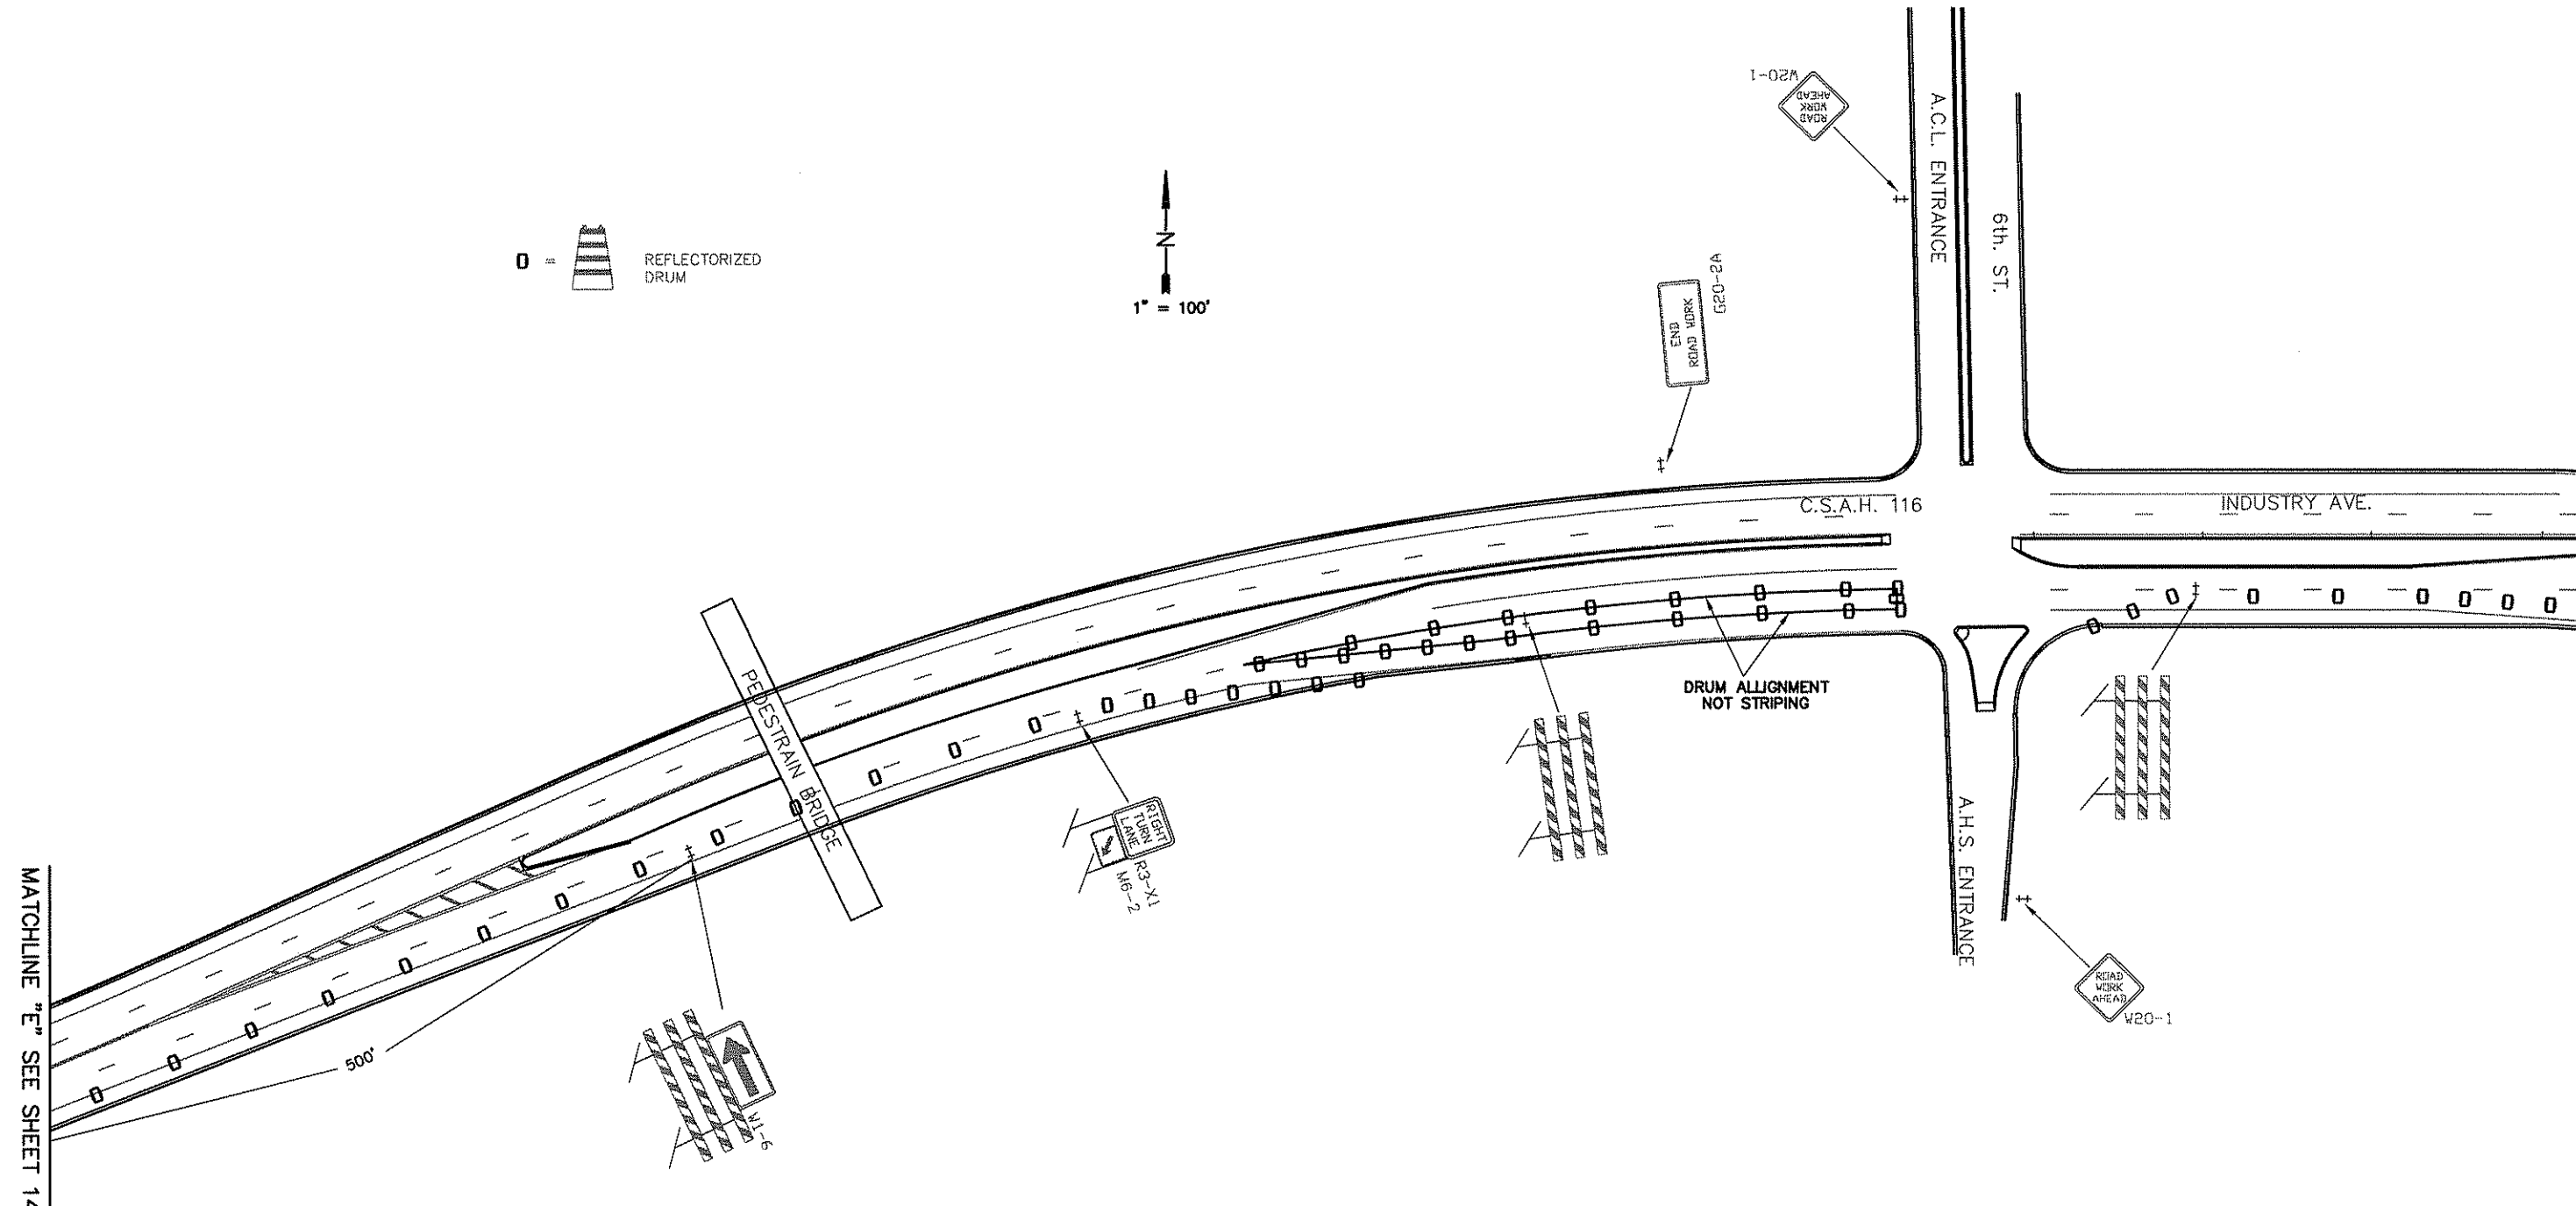 W20-1
ROAD
WORK
AHEAD
A.C.L. ENTRANCE
6th. ST.
0 =
REFLECTORIZED
DRUM
N
1" = 100'
G20-2A
END
ROAD WORK
C.S.A.H. 116
INDUSTRY AVE.
PEDESTRAIN BRIDGE
DRUM ALLIGNMENT
NOT STRIPING
RIGHT
TURN
LANE
R3-X1
M6-2
A.H.S. ENTRANCE
ROAD
WORK
AHEAD
W20-1
500'
W1-6
MATCHLINE "E" SEE SHEET